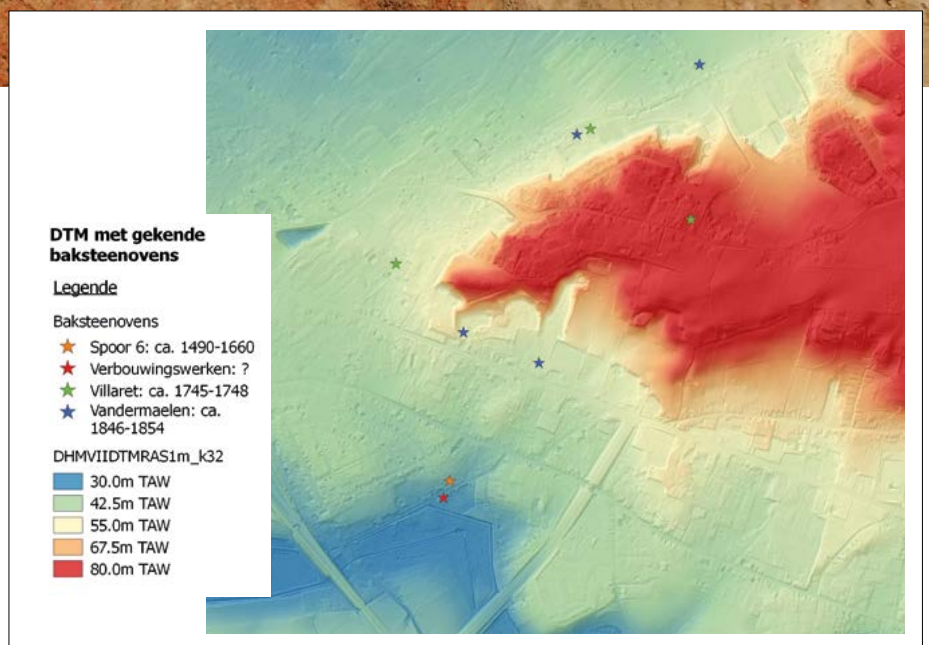 DTM met gekende
baksteenovens
Legende
Baksteenovens
Spoor 6: ca. 1490-1660
Verbouwingswerken: ?
Villaret: ca. 1745-1748
Vandermaelen: ca.
1846-1854
DHMVIIDTMRAS1m_k32
30.0m TAW
42.5m TAW
55.0m TAW
67.5m TAW
80.0m TAW